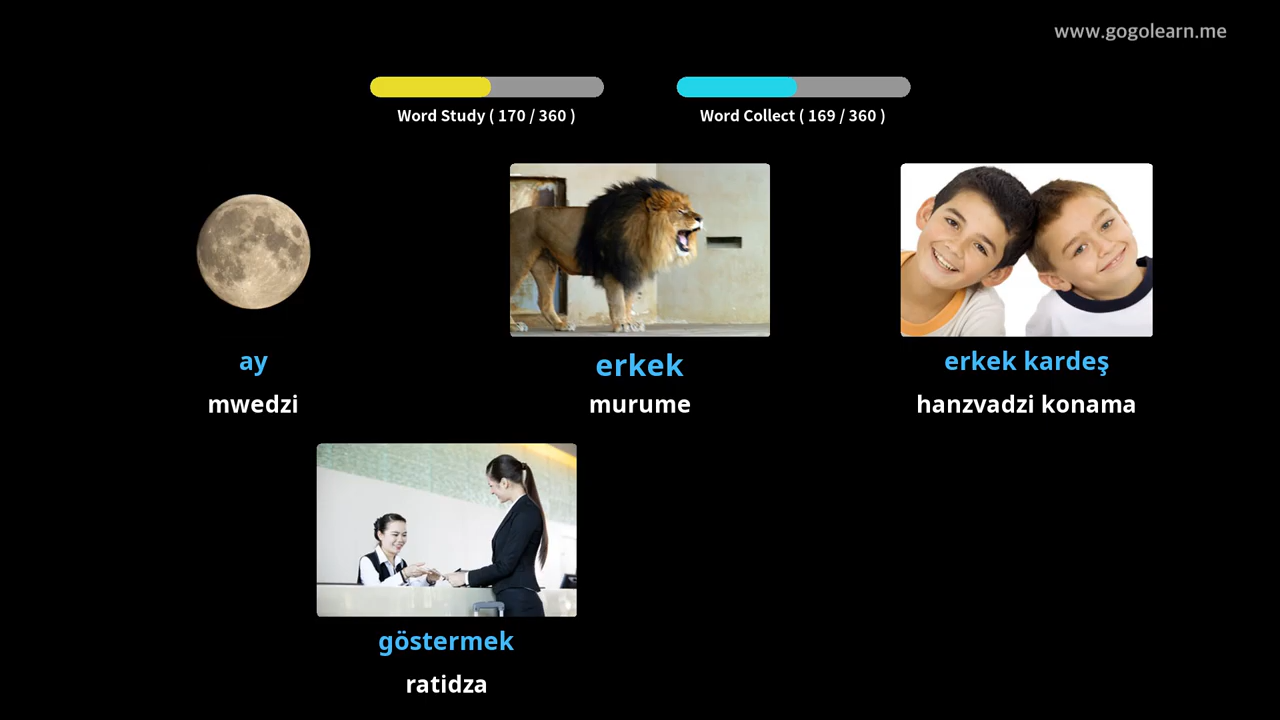 www.gogolearn.me
Word Study ( 170 / 360 )
Word Collect ( 169 / 360 )
ay
mwedzi
erkek
murume
erkek kardeş
hanzvadzi konama
göstermek
ratidza